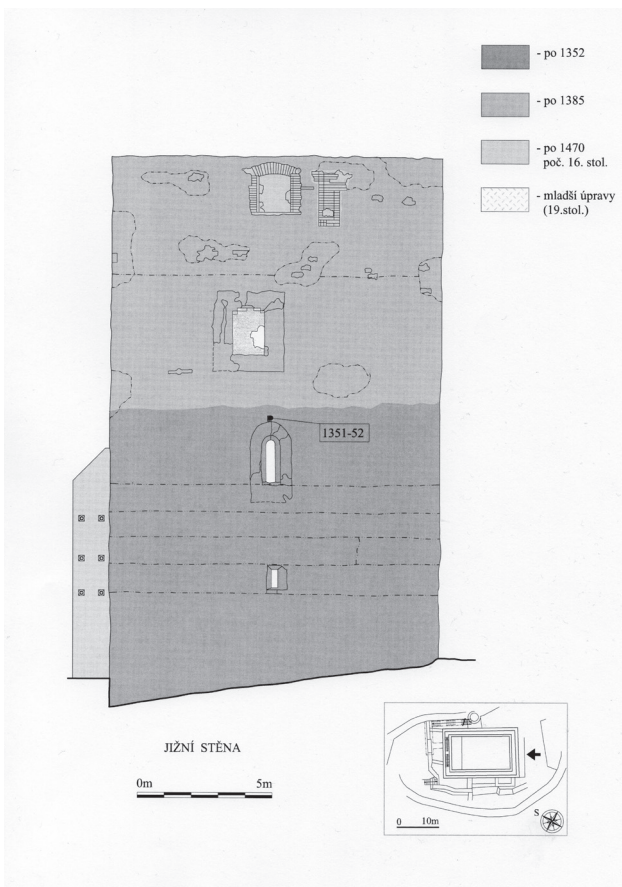 - po 1352
- po 1385
- po 1470
poč. 16. stol.
- mladší úpravy
(19.stol.)
1351-52
JIŽNÍ STĚNA
0m 5m
S
0 10m